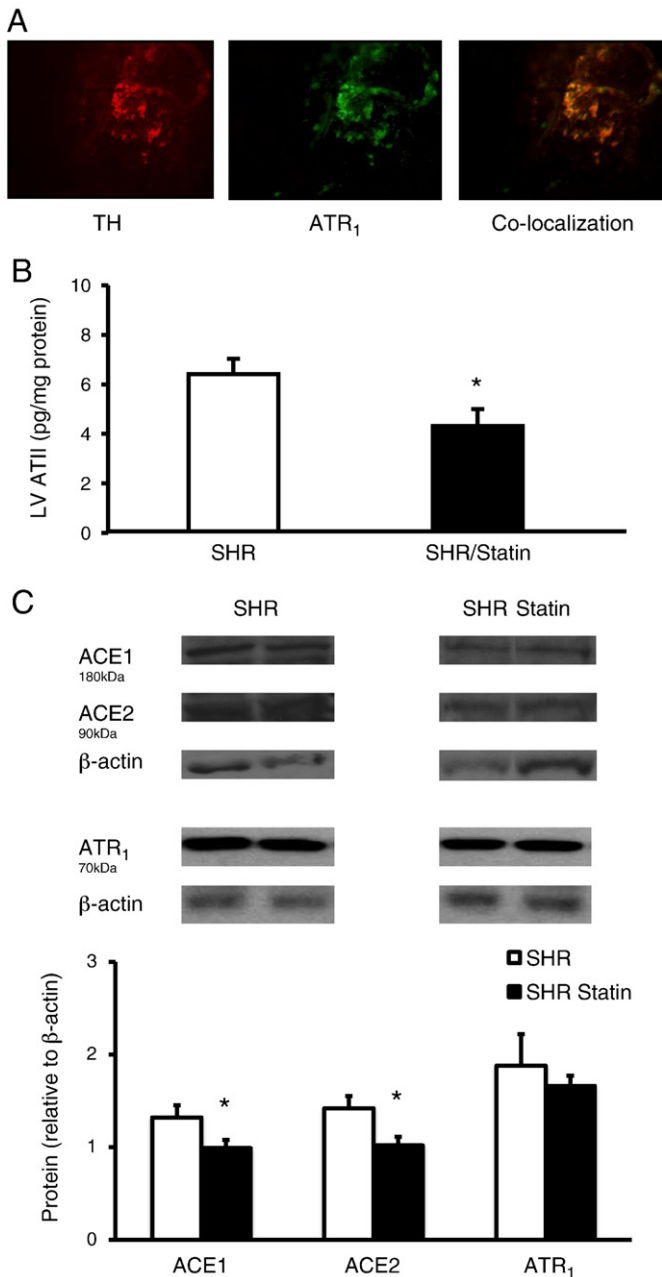 A
TH
ATR₁
Co-localization
B
LV ATII (pg/mg protein)
10
8
6
4
2
0
*
SHR
SHR/Statin
C
SHR
SHR Statin
ACE1
180kDa
ACE2
90kDa
β-actin
ATR₁
70kDa
β-actin
Protein (relative to β-actin)
3
2
1
0
SHR
SHR Statin
*
*
ACE1
ACE2
ATR₁